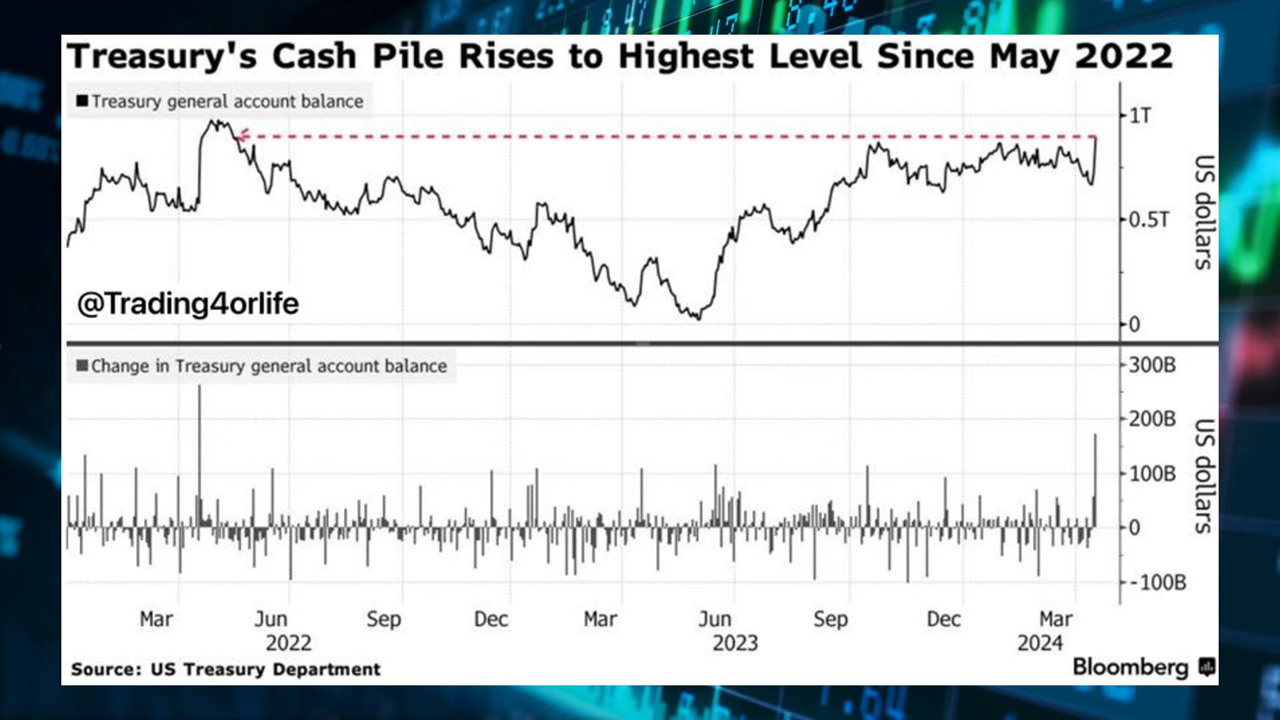 Treasury's Cash Pile Rises to Highest Level Since May 2022
Treasury general account balance
1T
0.5T
0
US dollars
@Trading4orlife
Change in Treasury general account balance
300B
200B
100B
0
-100B
US dollars
Mar Jun Sep Dec Mar Jun Sep Dec Mar
2022 2023 2024
Source: US Treasury Department
Bloomberg